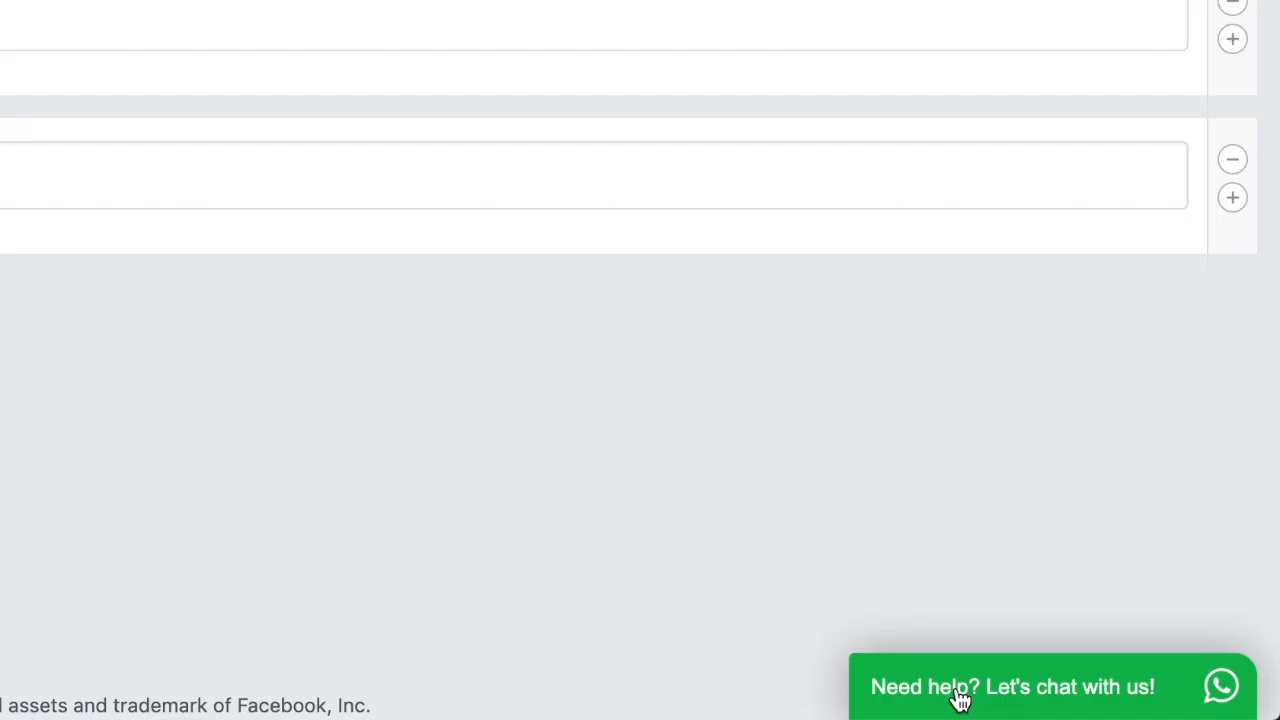 Need help? Let's chat with us!
assets and trademark of Facebook, Inc.